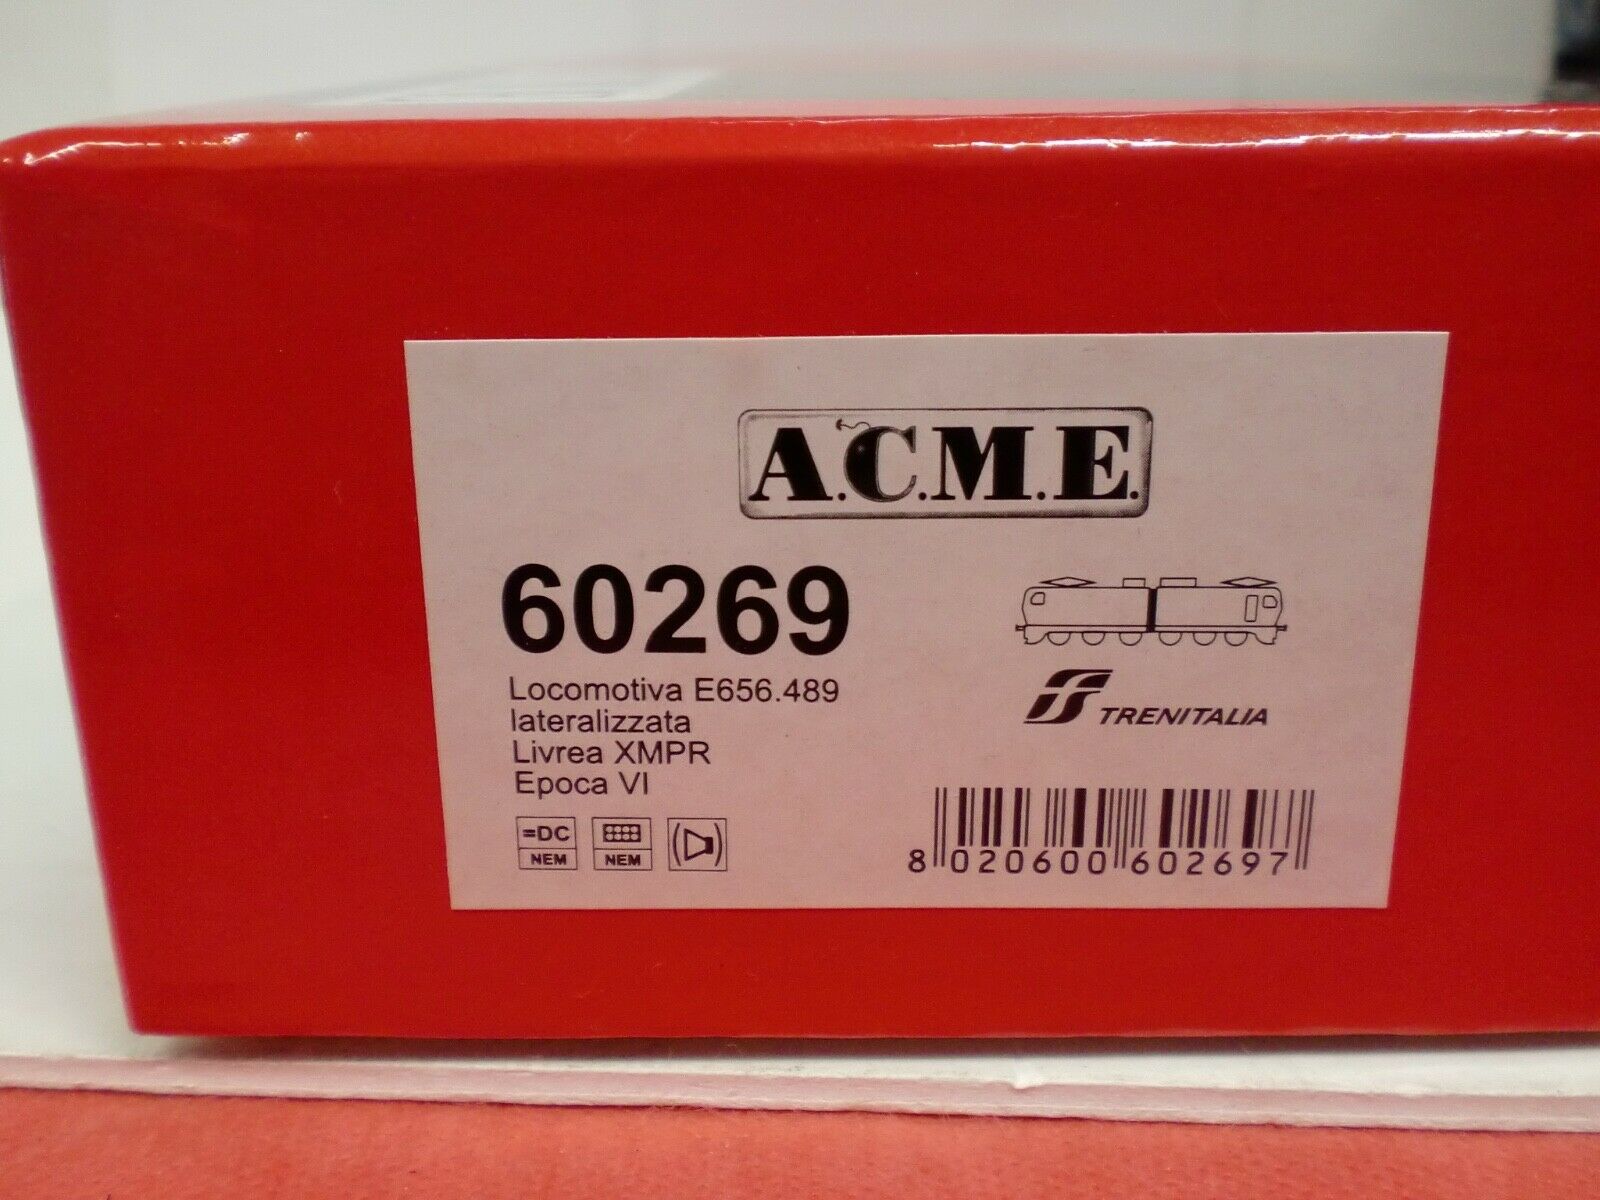 A.C.M.E.
60269
Locomotiva E656.489
lateralizzata
Livrea XMPR
Epoca VI
TRENITALIA
=DC
NEM
NEM
8 020600 602697